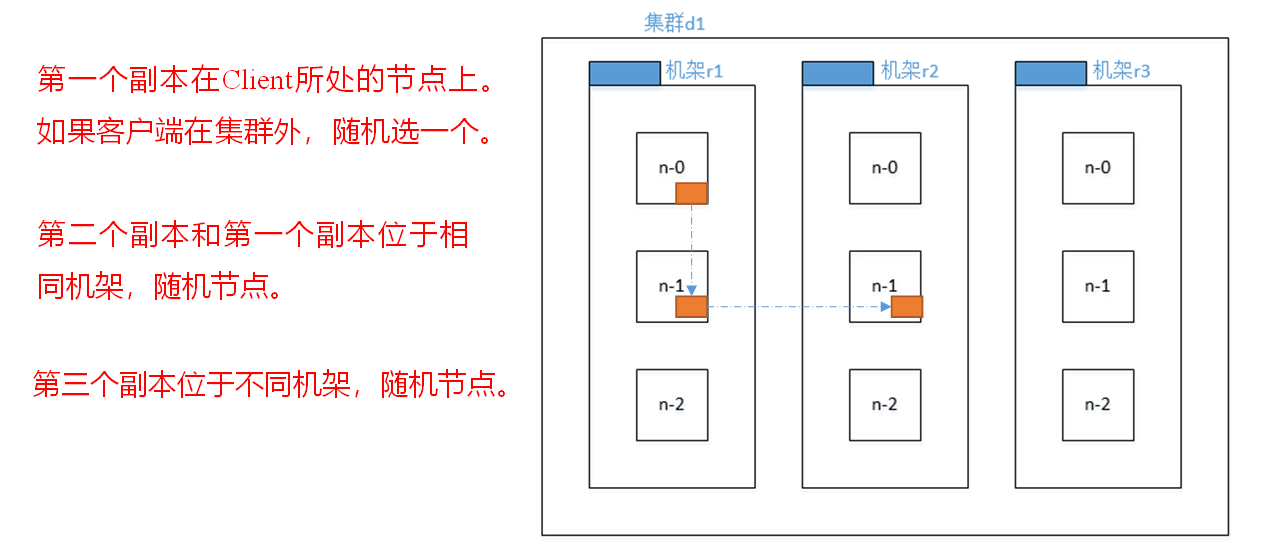 第一个副本在Client所处的节点上。
如果客户端在集群外，随机选一个。
第二个副本和第一个副本位于相
同机架，随机节点。
第三个副本位于不同机架，随机节点。
集群d1
机架r1
机架r2
机架r3
n-0
n-0
n-0
n-1
n-1
n-1
n-2
n-2
n-2